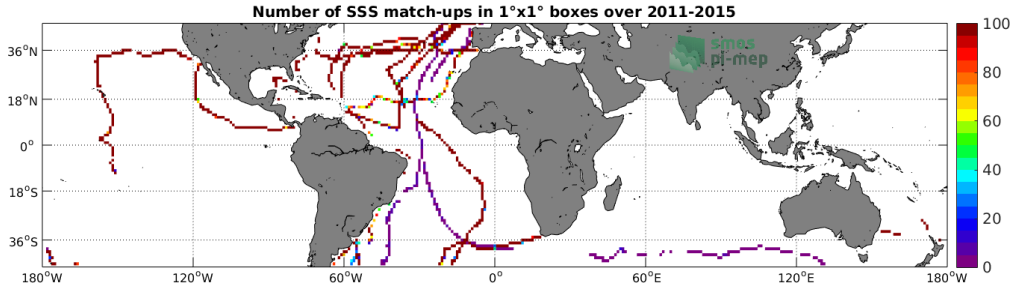 Number of SSS match-ups in 1°x1° boxes over 2011-2015
smos
pi-mep
36°N
18°N
0°
18°S
36°S
180°W
120°W
60°W
0°
60°E
120°E
180°W
100
80
60
40
20
0